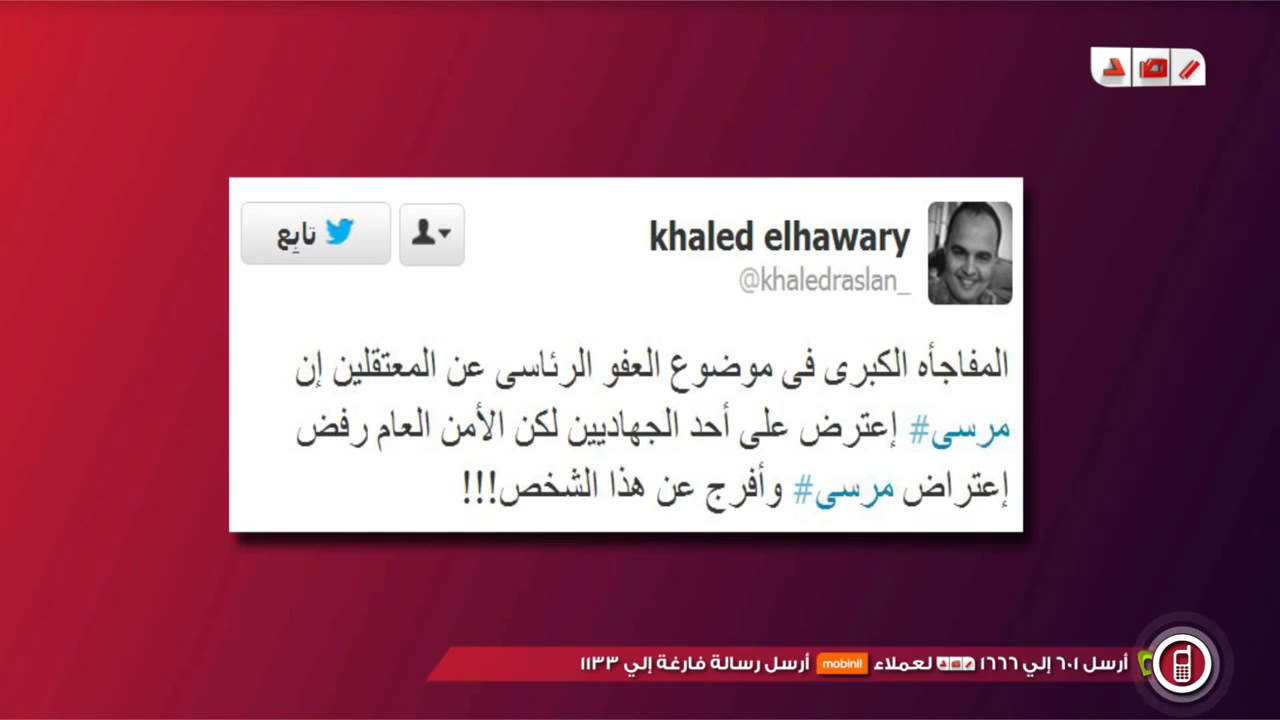 khaled elhawary
@khaledraslan_
تابِع
المفاجأه الكبرى فى موضوع العفو الرئاسى عن المعتقلين إن
#مرسى إعترض على أحد الجهاديين لكن الأمن العام رفض
إعتراض #مرسى وأفرج عن هذا الشخص!!!
أرسل ٦٠١ إلي ١٦٦٦ لعملاء mobinil أرسل رسالة فارغة إلي ١١٣٣